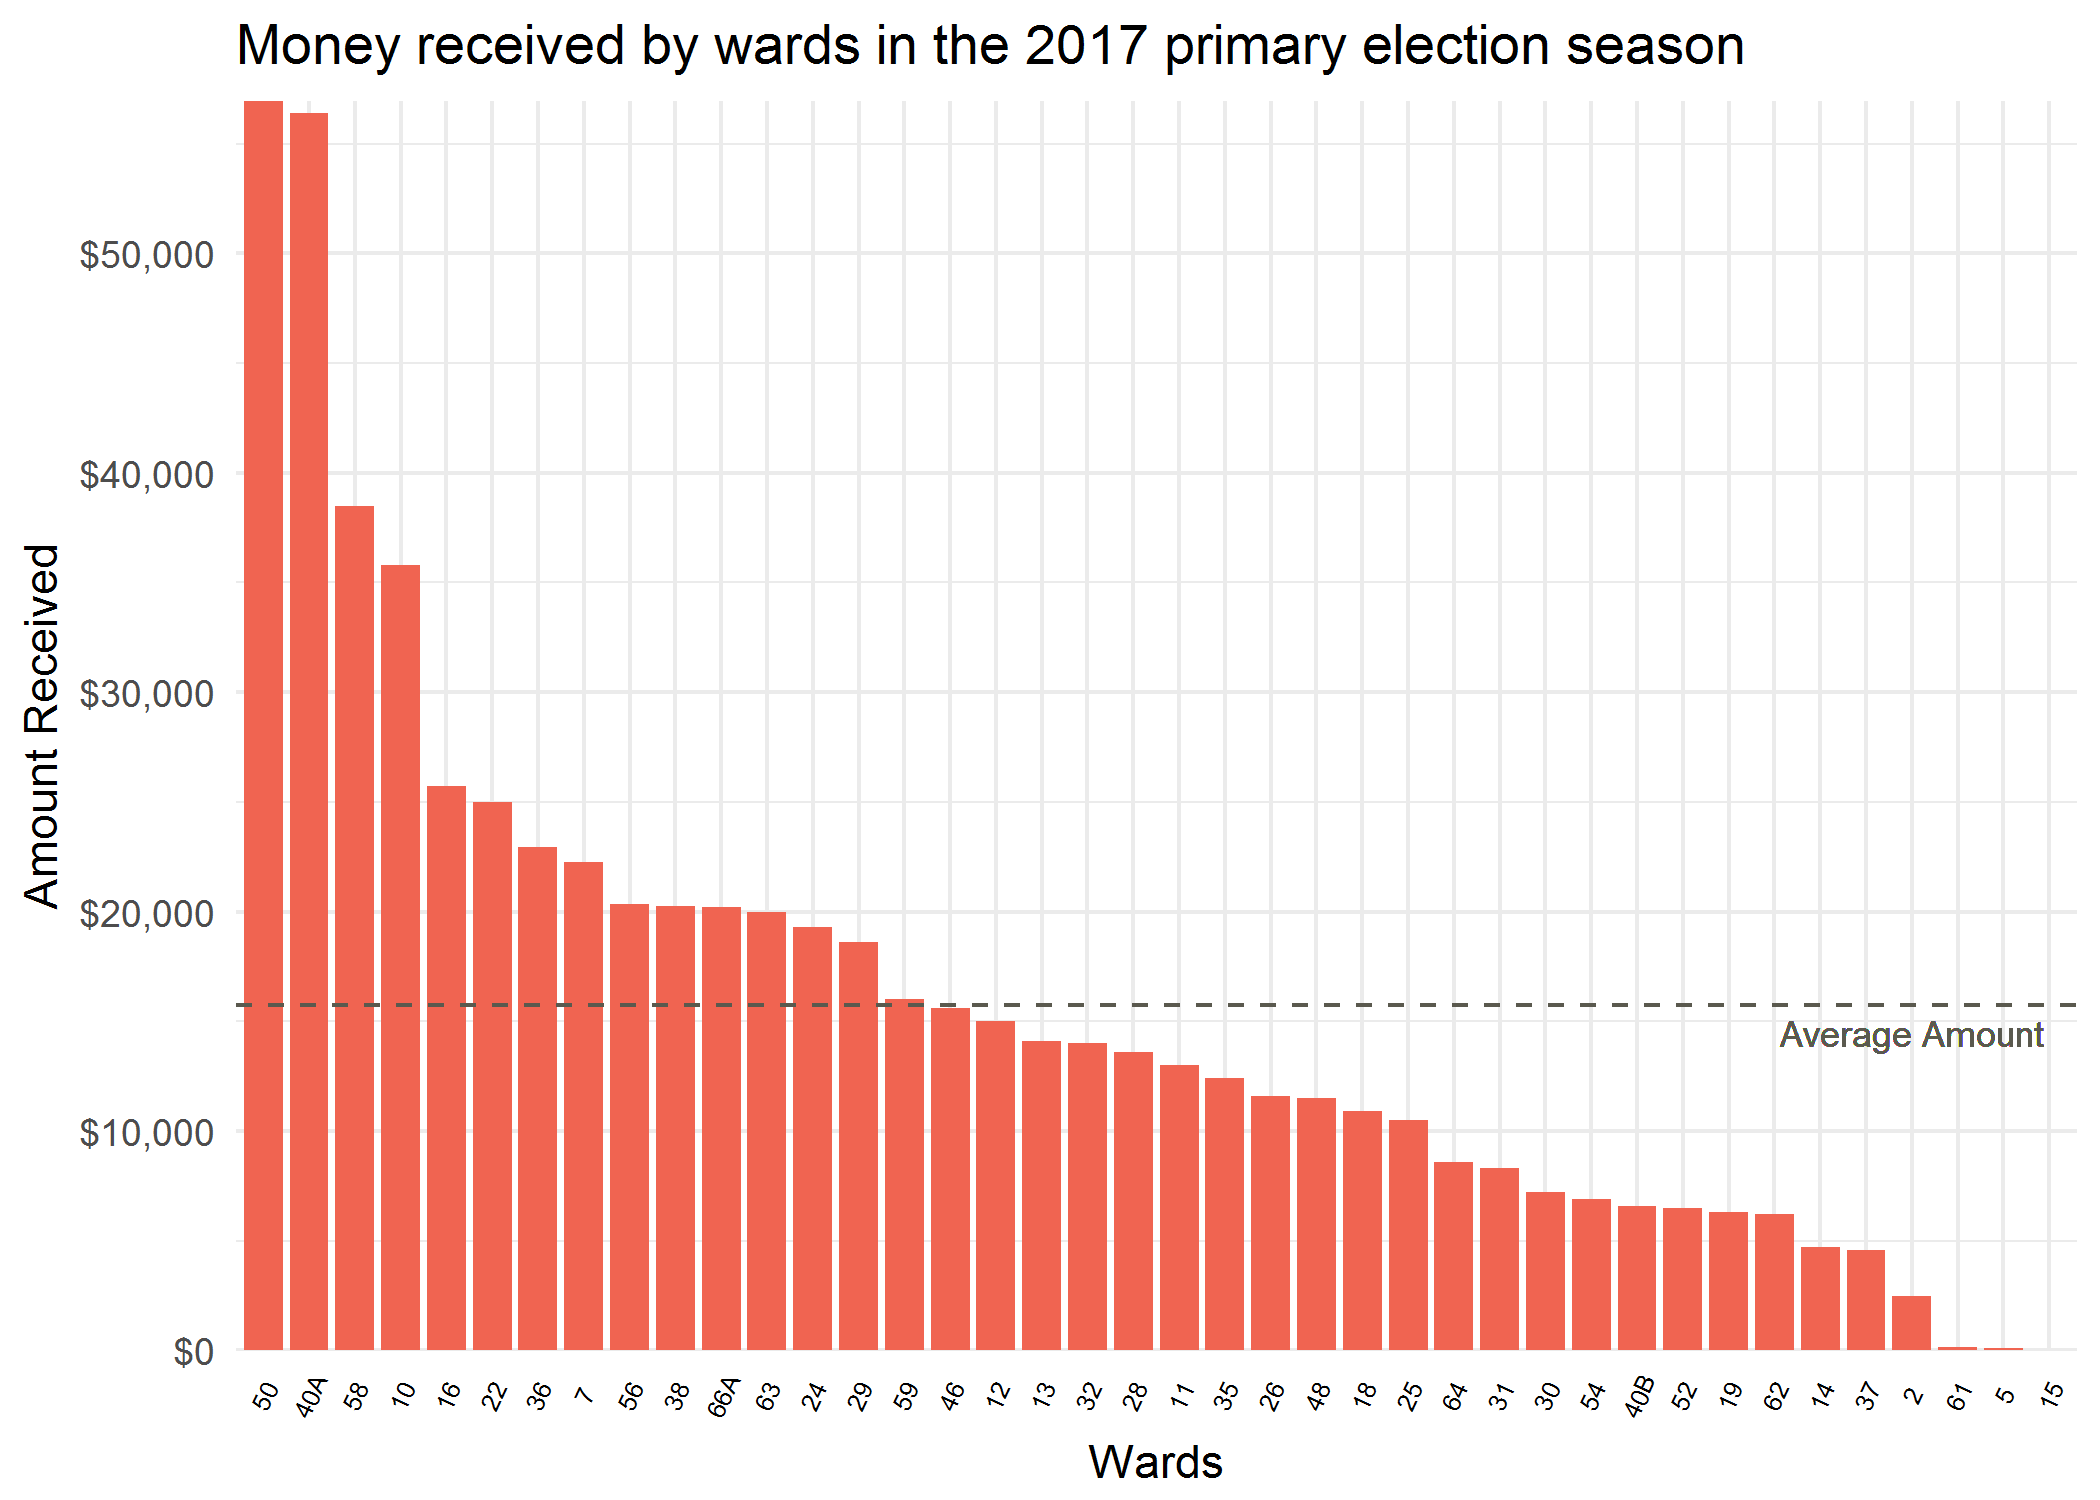 Money received by wards in the 2017 primary election season
$50,000
$40,000
$30,000
$20,000
$10,000
$0
Amount Received
Average Amount
50 40A 58 10 16 22 36 7 56 38 66A 63 24 29 59 46 12 13 32 28 11 35 26 48 18 25 64 31 30 54 40B 52 19 62 14 37 2 61 5 15
Wards